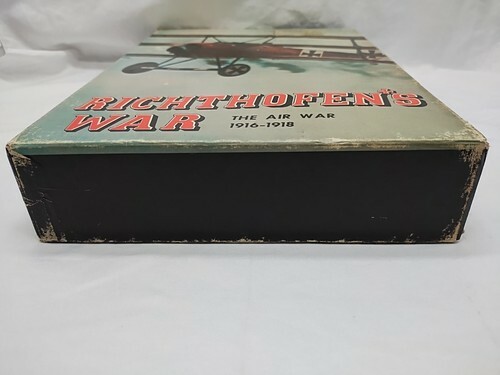 RICHTHOFEN'S
WAR
THE AIR WAR
1916-1918